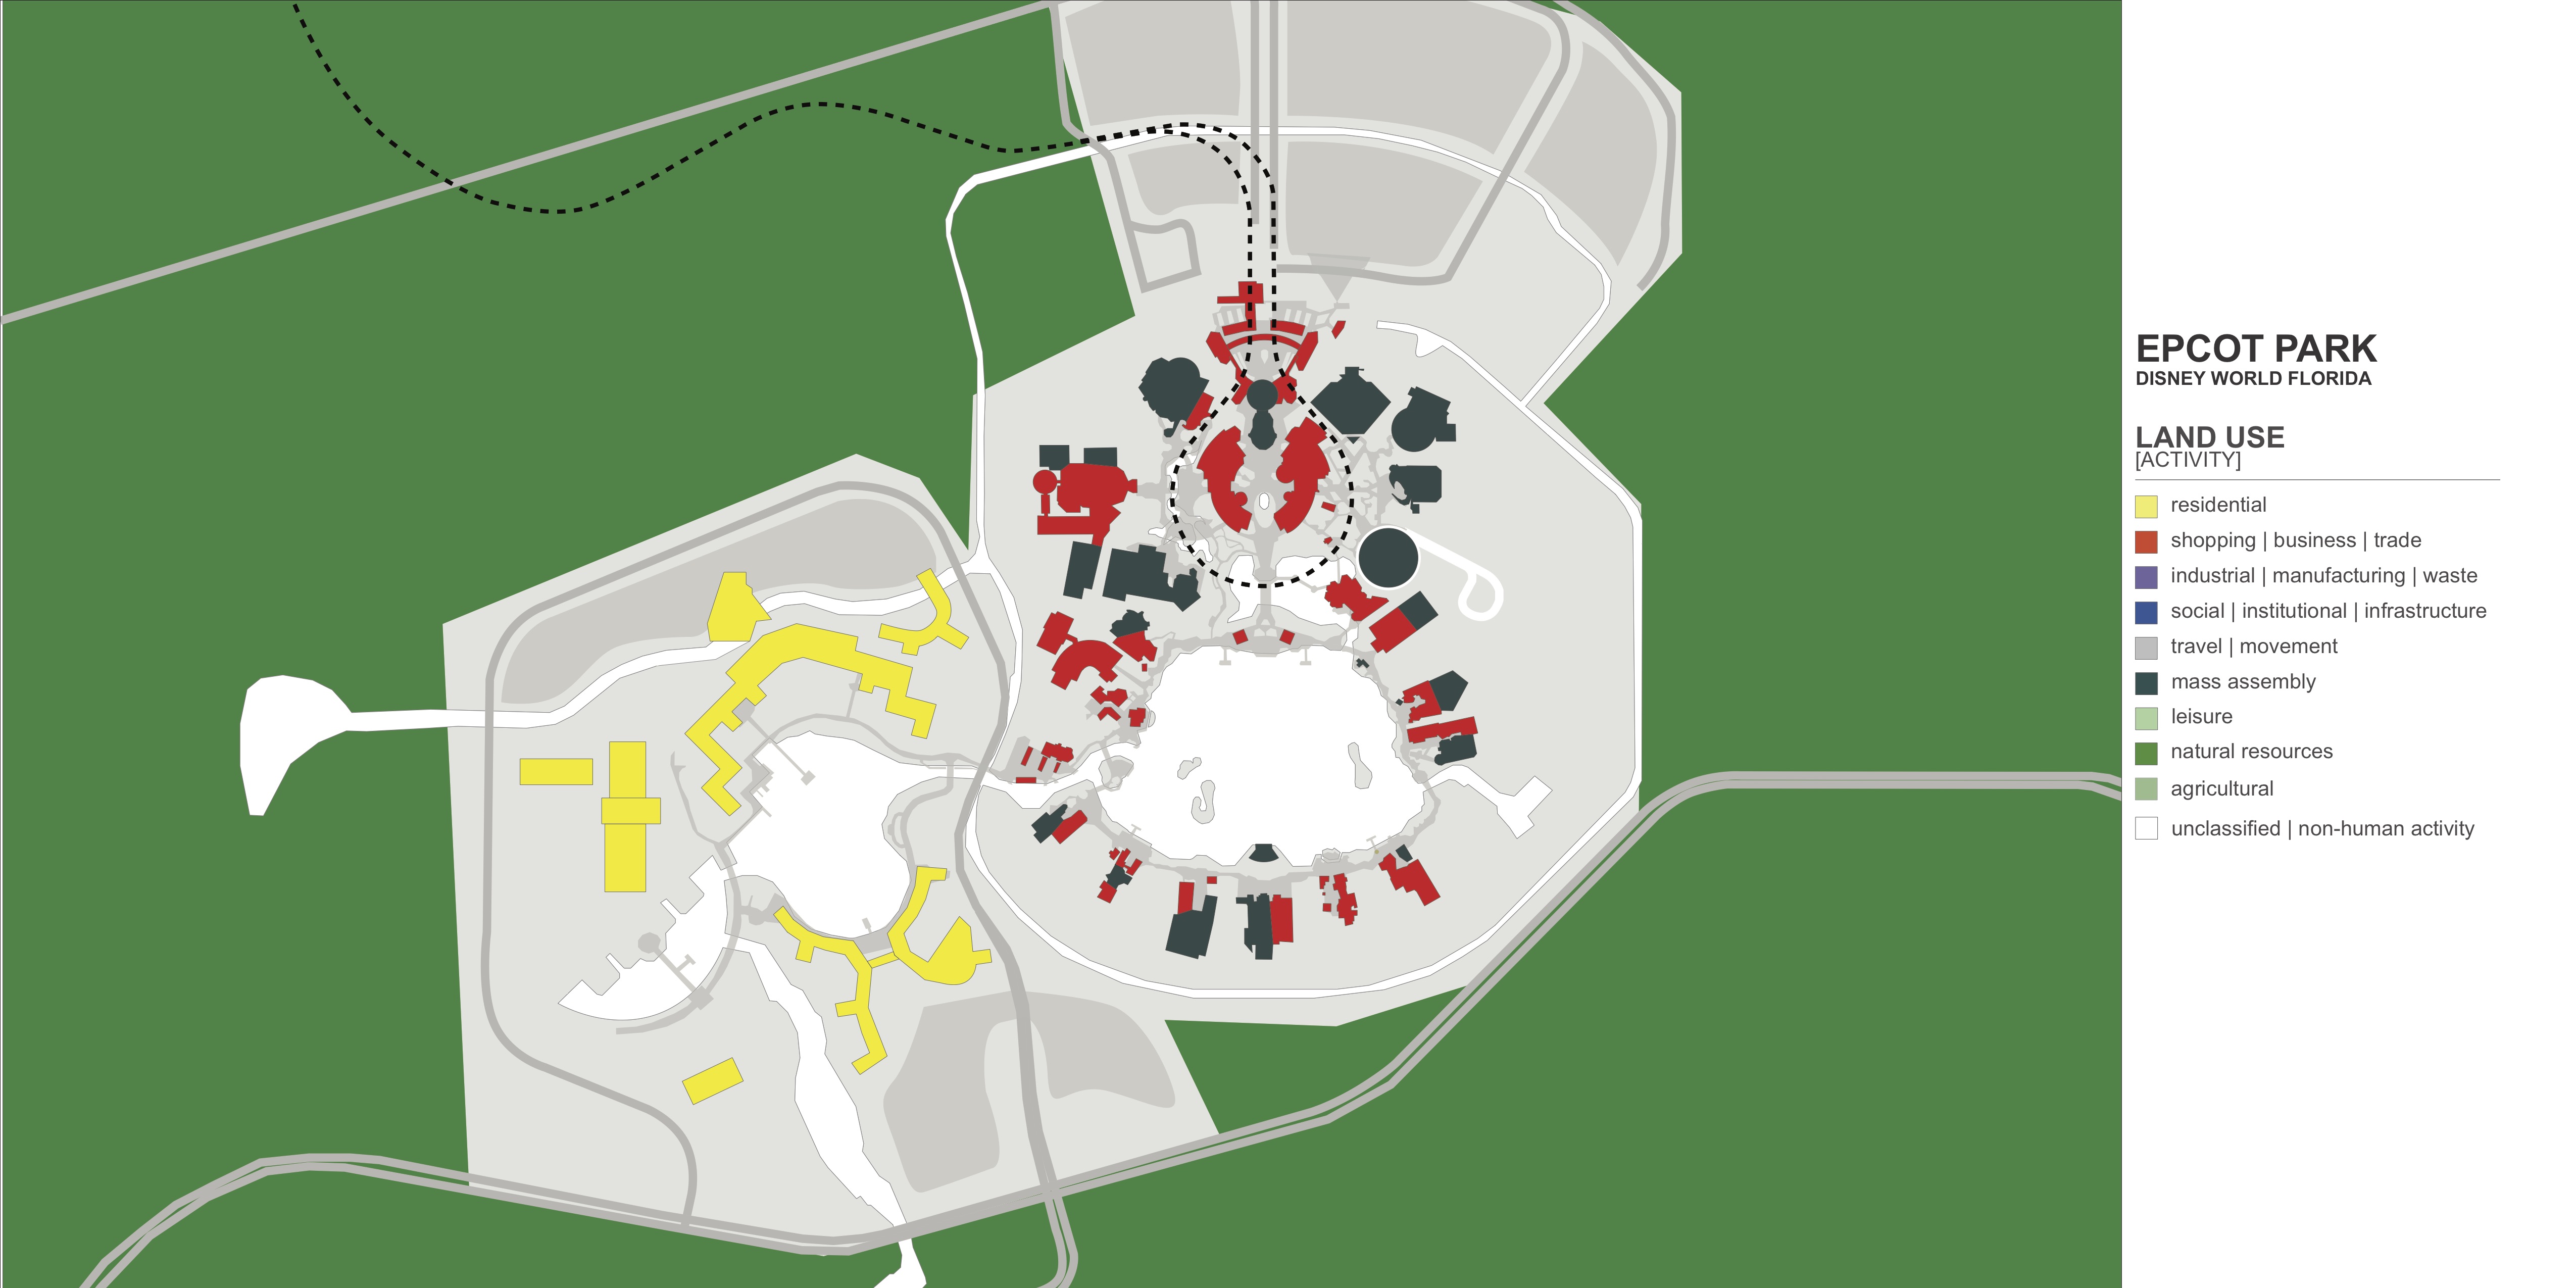 EPCOT PARK
DISNEY WORLD FLORIDA
LAND USE
[ACTIVITY]
residential
shopping | business | trade
industrial | manufacturing | waste
social | institutional | infrastructure
travel | movement
mass assembly
leisure
natural resources
agricultural
unclassified | non-human activity